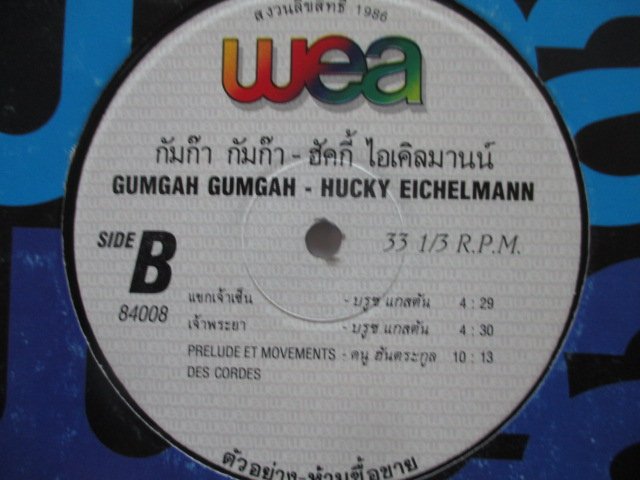 สงวนลิขสิทธิ์ 1986
wea
กัมก๊า กัมก๊า - ฮัคกี้ ไอเคิลมานน์
GUMGAH GUMGAH - HUCKY EICHELMANN
SIDE B
33 1/3 R.P.M.
84008
แขกเจ้าเซ็น - บรูซ แกสตัน 4 : 29
เจ้าพระยา - บรูซ แกสตัน 4 : 30
PRELUDE ET MOVEMENTS - ดนู ฮันตระกูล 10 : 13
DES CORDES
ตัวอย่าง-ห้ามซื้อขาย